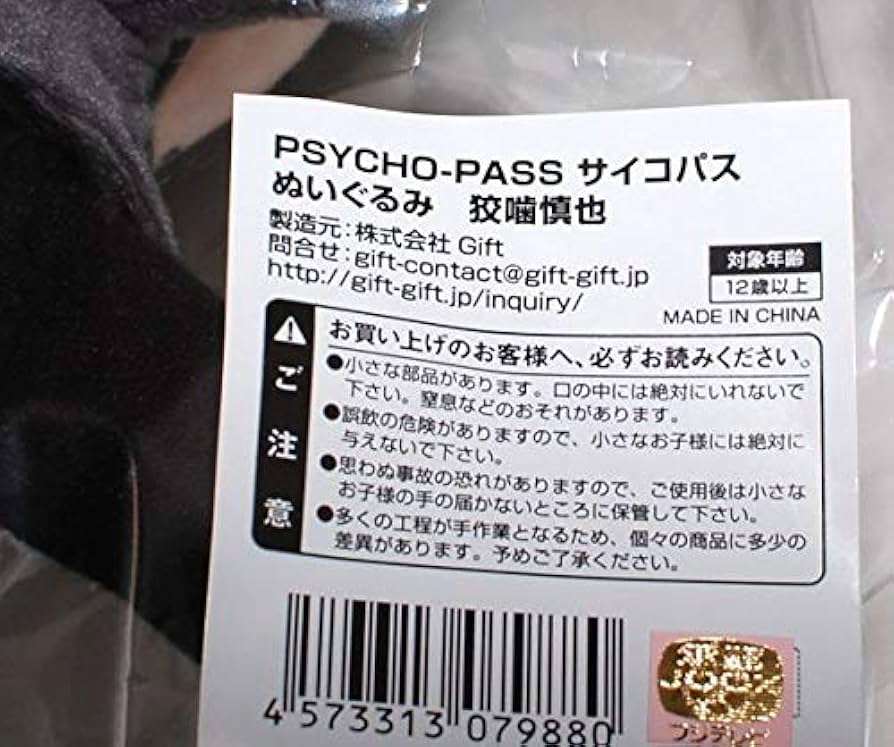 PSYCHO-PASS サイコパス
ぬいぐるみ 狡噛慎也
製造元：株式会社 Gift
問合せ：gift-contact@gift-gift.jp
http://gift-gift.jp/inquiry/
対象年齢
12歳以上
MADE IN CHINA
ご注意
お買い上げのお客様へ、必ずお読みください。
●小さな部品があります。口の中には絶対にいれないで
下さい。窒息などのおそれがあります。
●誤飲の危険がありますので、小さなお子様には絶対に
与えないで下さい。
●思わぬ事故の恐れがありますので、ご使用後は小さな
お子様の手の届かないところに保管して下さい。
●多くの工程が手作業となるため、個々の商品に多少の
差異があります。予めご了承ください。
4 573313 079880
フジテレビ